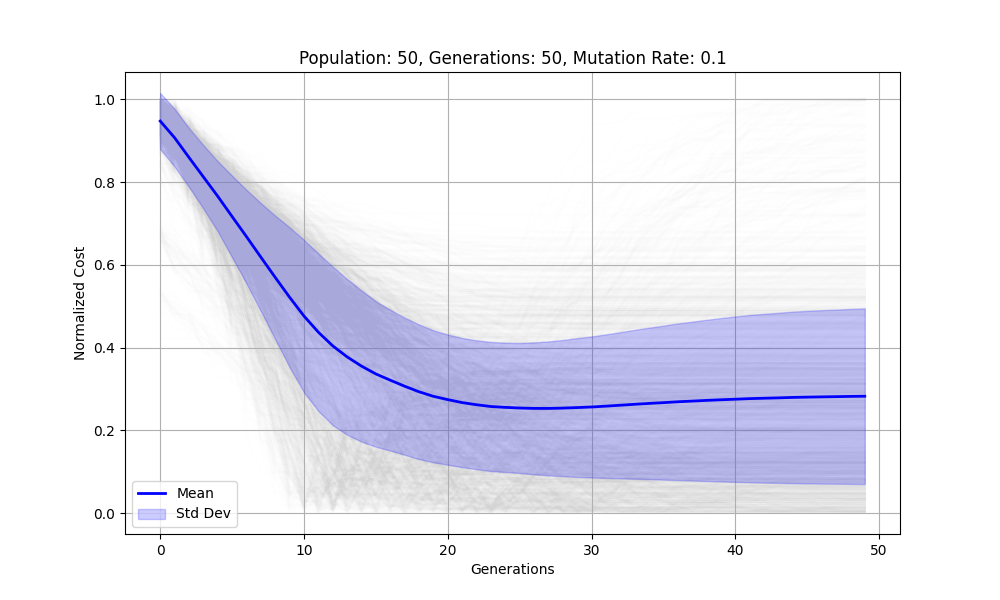 Population: 50, Generations: 50, Mutation Rate: 0.1
Normalized Cost
1.0
0.8
0.6
0.4
0.2
0.0
Mean
Std Dev
0 10 20 30 40 50
Generations